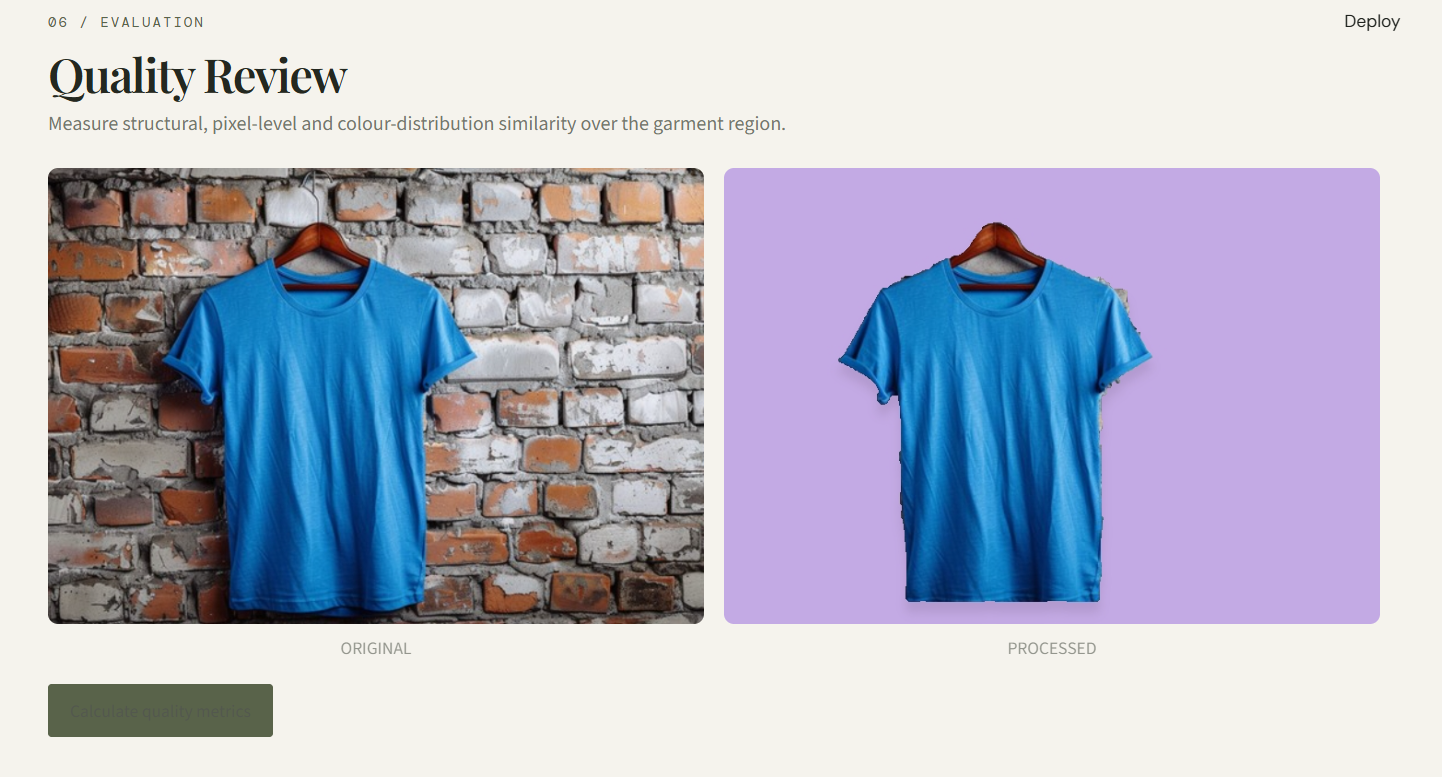 06 / EVALUATION
Deploy
Quality Review
Measure structural, pixel-level and colour-distribution similarity over the garment region.
ORIGINAL
PROCESSED
Calculate quality metrics